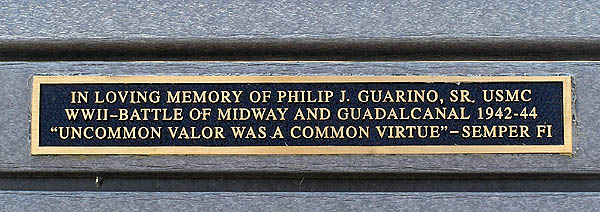 IN LOVING MEMORY OF PHILIP J. GUARINO, SR. USMC
WWII–BATTLE OF MIDWAY AND GUADALCANAL 1942-44
“UNCOMMON VALOR WAS A COMMON VIRTUE”–SEMPER FI